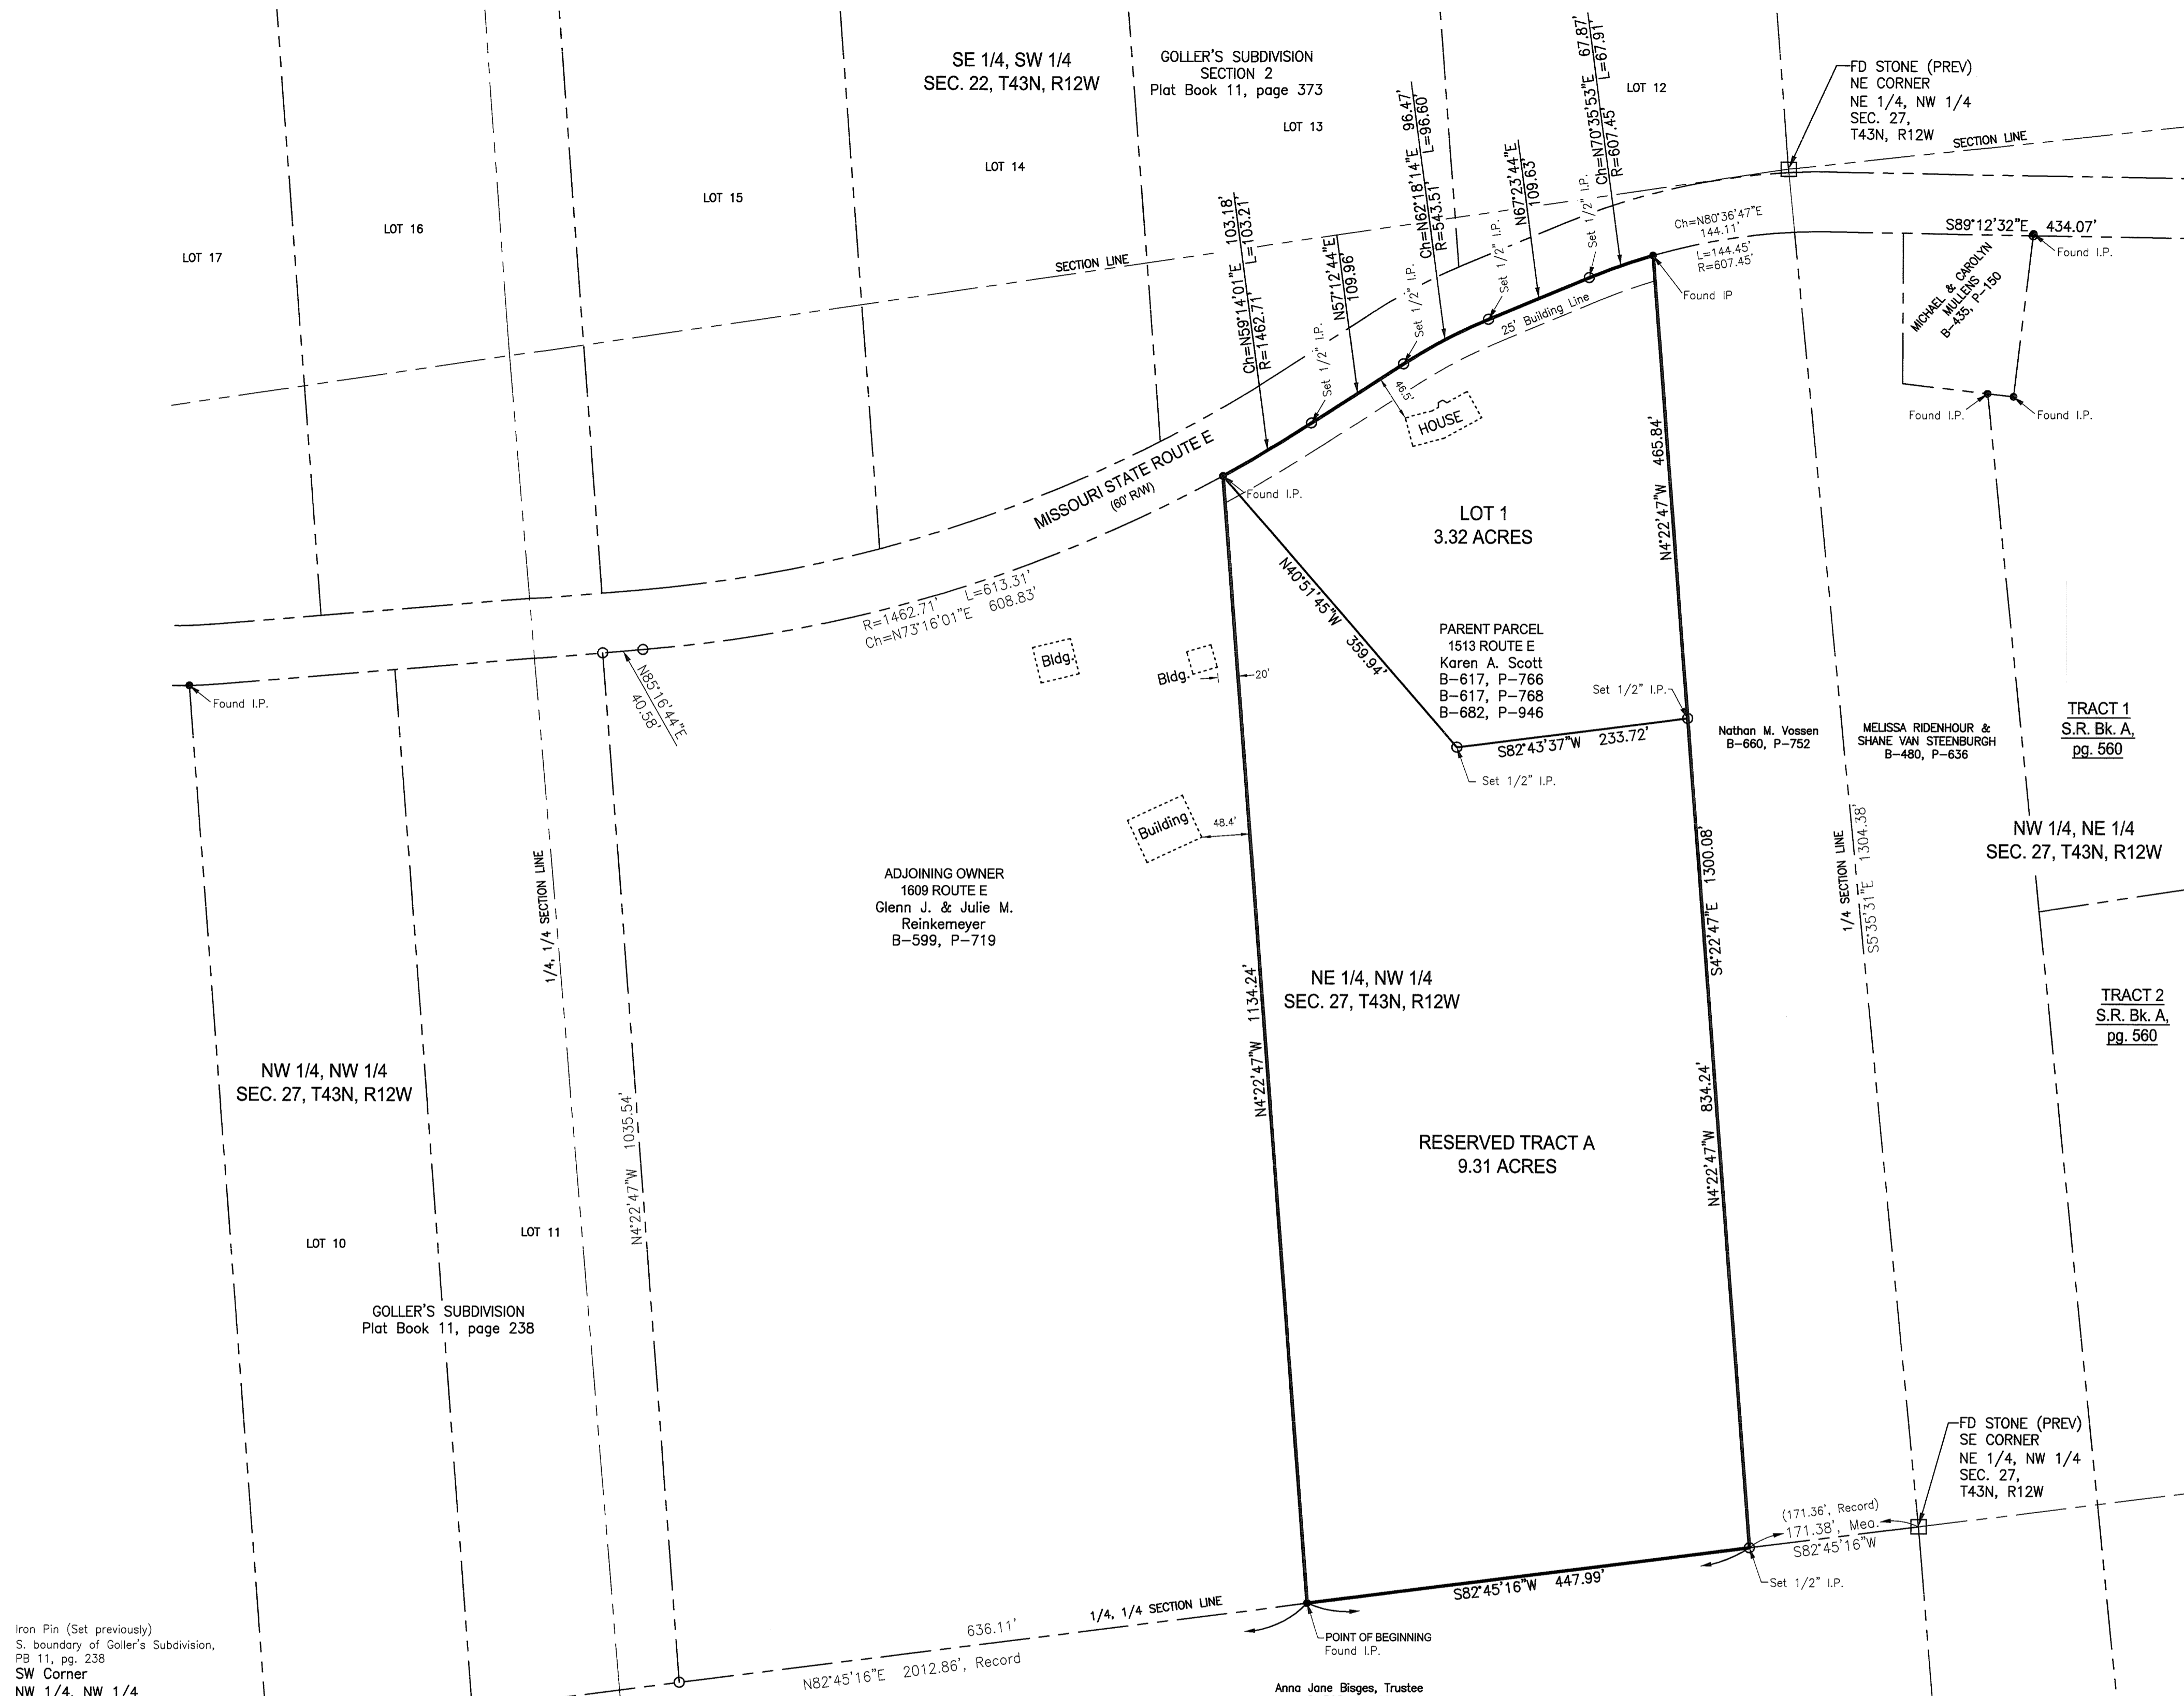 SE 1/4, SW 1/4
SEC. 22, T43N, R12W
GOLLER'S SUBDIVISION
SECTION 2
Plat Book 11, page 373
LOT 12
LOT 13
LOT 14
LOT 15
LOT 16
LOT 17
FD STONE (PREV)
NE CORNER
NE 1/4, NW 1/4
SEC. 27,
T43N, R12W
SECTION LINE
SECTION LINE
Ch=N59°14'01"E 103.18'
R=1462.71' L=103.21'
N57°12'44"E
109.96'
Ch=N62°18'14"E 96.47'
R=543.51' L=96.60'
N67°23'44"E
109.63'
Ch=N70°35'53"E 67.87'
R=607.45' L=67.91'
Set 1/2" I.P.
Set 1/2" I.P.
Set 1/2" I.P.
Set 1/2" I.P.
Ch=N80°36'47"E
144.11'
L=144.45'
R=607.45'
S89°12'32"E 434.07'
Found I.P.
MICHAEL & CAROLYN
MULLENS
B-435, P-150
Found I.P.
Found I.P.
Found IP
25' Building Line
46.5'
HOUSE
MISSOURI STATE ROUTE E
(60' R/W)
Found I.P.
LOT 1
3.32 ACRES
N4°22'47"W 465.84'
R=1462.71' L=613.31'
Ch=N73°16'01"E 608.83'
N40°51'45"W 359.94'
PARENT PARCEL
1513 ROUTE E
Karen A. Scott
B-617, P-766
B-617, P-768
B-682, P-946
Bldg.
Bldg.
20'
Set 1/2" I.P.
S82°43'37"W 233.72'
Set 1/2" I.P.
Found I.P.
N85°16'44"E
40.58'
Nathan M. Vossen
B-660, P-752
MELISSA RIDENHOUR &
SHANE VAN STEENBURGH
B-480, P-636
TRACT 1
S.R. Bk. A,
pg. 560
Building
48.4'
NW 1/4, NE 1/4
SEC. 27, T43N, R12W
1/4 SECTION LINE
S5°35'31"E 1304.38'
S4°22'47"E 1300.08'
ADJOINING OWNER
1609 ROUTE E
Glenn J. & Julie M.
Reinkemeyer
B-599, P-719
1/4, 1/4 SECTION LINE
N4°22'47"W 1134.24'
NE 1/4, NW 1/4
SEC. 27, T43N, R12W
TRACT 2
S.R. Bk. A,
pg. 560
NW 1/4, NW 1/4
SEC. 27, T43N, R12W
N4°22'47"W 1035.54'
N4°22'47"W 834.24'
RESERVED TRACT A
9.31 ACRES
LOT 10
LOT 11
GOLLER'S SUBDIVISION
Plat Book 11, page 238
FD STONE (PREV)
SE CORNER
NE 1/4, NW 1/4
SEC. 27,
T43N, R12W
(171.36', Record)
171.38', Mea.
S82°45'16"W
Set 1/2" I.P.
S82°45'16"W 447.99'
1/4, 1/4 SECTION LINE
636.11'
N82°45'16"E 2012.86', Record
POINT OF BEGINNING
Found I.P.
Iron Pin (Set previously)
S. boundary of Goller's Subdivision,
PB 11, pg. 238
SW Corner
NW 1/4, NW 1/4
Anna Jane Bisges, Trustee